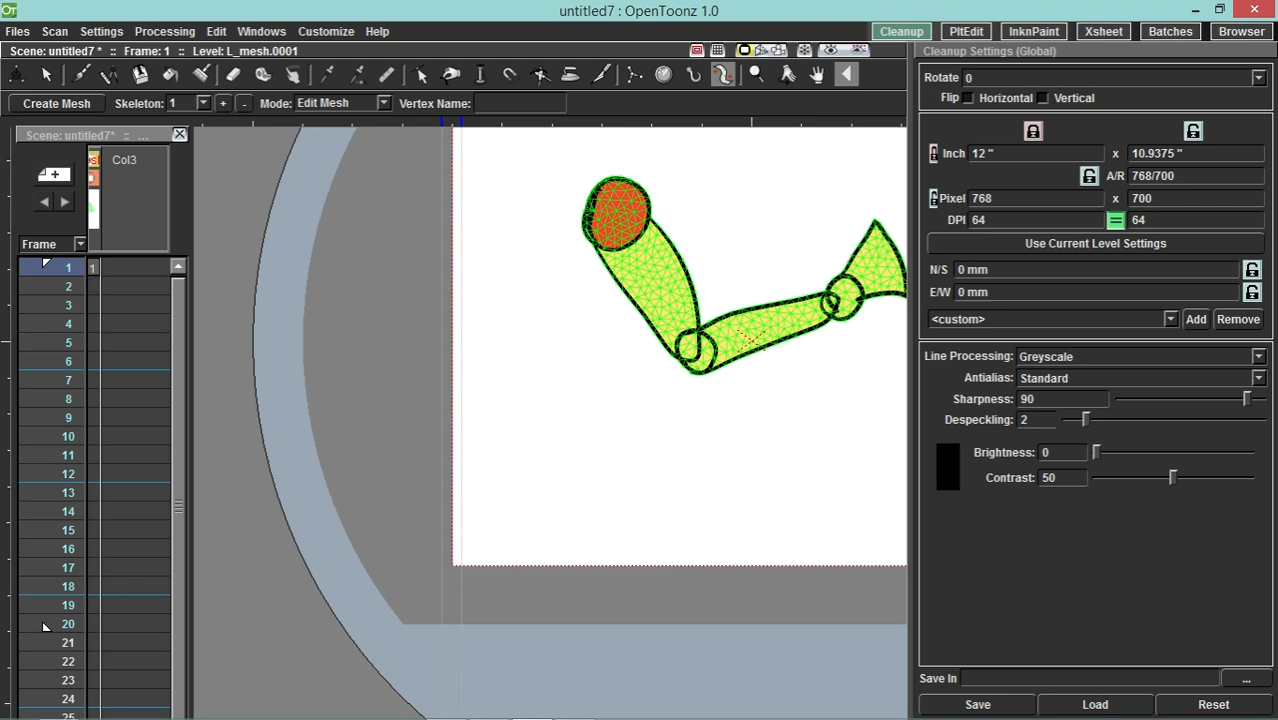 untitled7 : OpenToonz 1.0
Files Scan Settings Processing Edit Windows Customize Help
Cleanup PltEdit InknPaint Xsheet Batches Browser
Scene: untitled7 * :: Frame: 1 :: Level: L_mesh.0001
Cleanup Settings (Global)
Create Mesh Skeleton: 1 + - Mode: Edit Mesh Vertex Name:
Scene: untitled7* :: ...
Col3
Frame
1 1
2
3
4
5
6
7
8
9
10
11
12
13
14
15
16
17
18
19
20
21
22
23
24
25
Rotate 0
Flip Horizontal Vertical
Inch 12 " x 10.9375 "
A/R 768/700
Pixel 768 x 700
DPI 64 = 64
Use Current Level Settings
N/S 0 mm
E/W 0 mm
<custom> Add Remove
Line Processing: Greyscale
Antialias: Standard
Sharpness: 90
Despeckling: 2
Brightness: 0
Contrast: 50
Save In ...
Save Load Reset